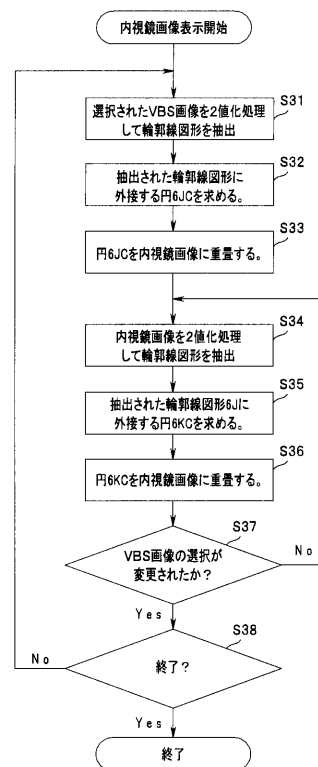 内視鏡画像表示開始
S31
選択されたVBS画像を2値化処理
して輪郭線図形を抽出
S32
抽出された輪郭線図形に
外接する円6JCを求める。
S33
円6JCを内視鏡画像に重畳する。
S34
内視鏡画像を2値化処理
して輪郭線図形を抽出
S35
抽出された輪郭線図形6Jに
外接する円6KCを求める。
S36
円6KCを内視鏡画像に重畳する。
S37
VBS画像の選択が
変更されたか？
No
Yes
S38
終了？
No
Yes
終了